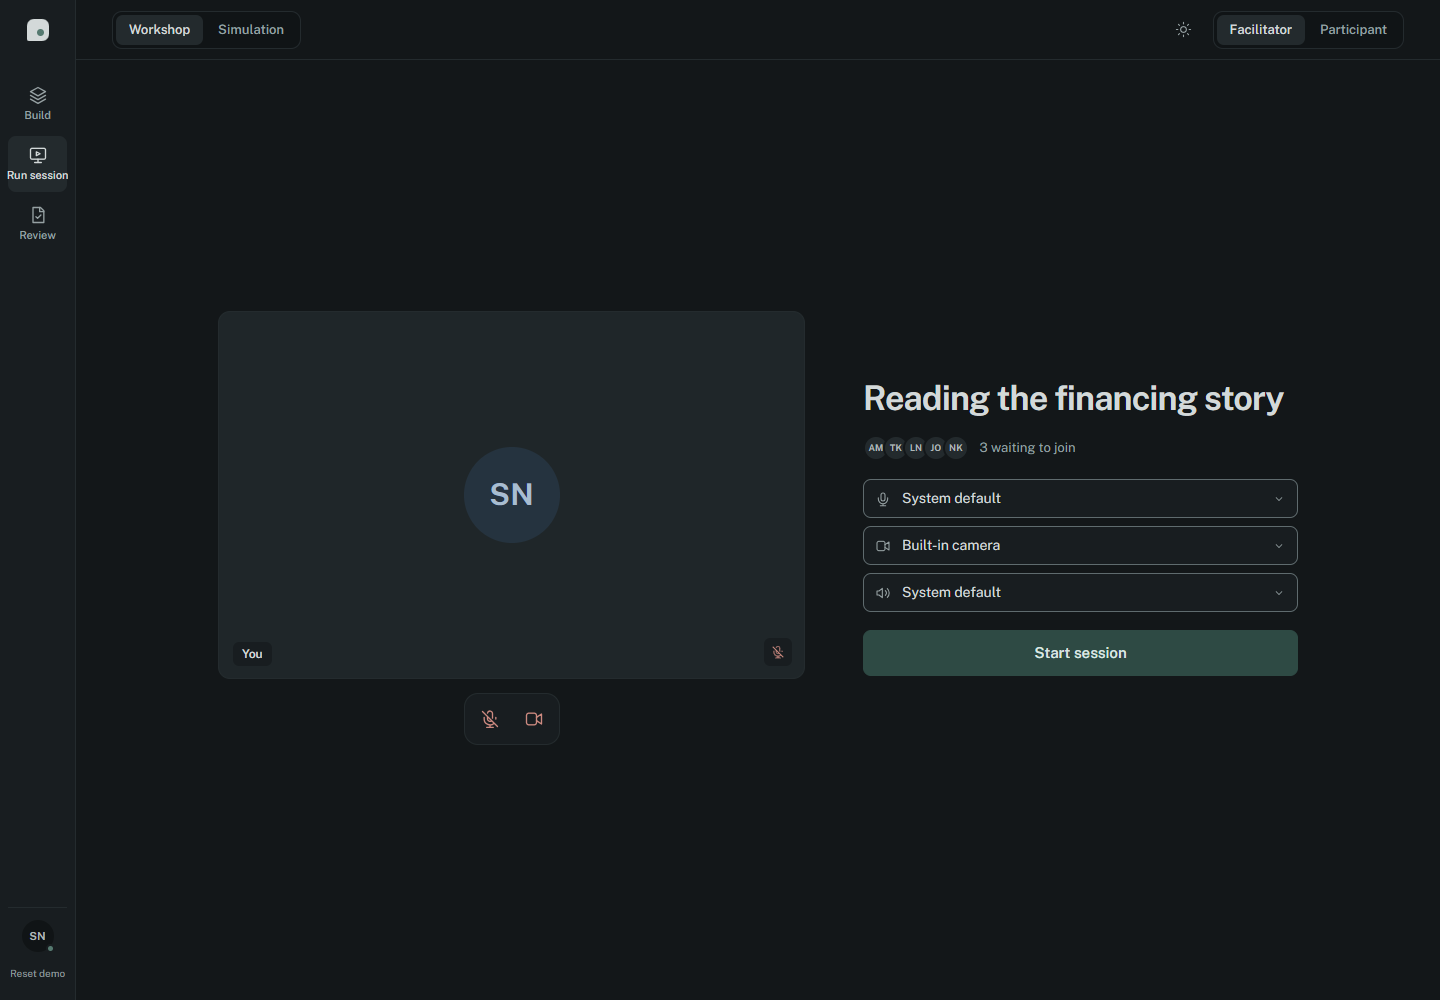 Workshop
Simulation
Facilitator
Participant
Build
Run session
Review
SN
You
Reading the financing story
AM TK LN JO NK 3 waiting to join
System default
Built-in camera
System default
Start session
SN
Reset demo